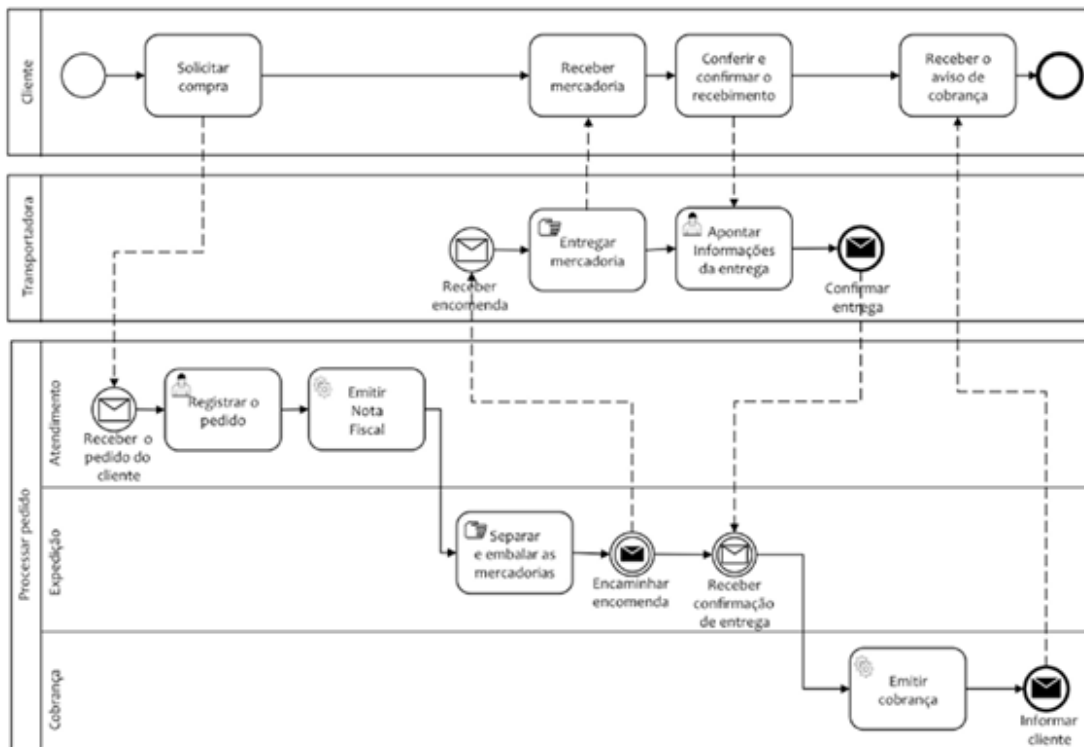 Cliente
Solicitar
compra
Receber
mercadoria
Conferir e
confirmar o
recebimento
Receber o
aviso de
cobrança
Transportadora
Receber
encomenda
Entregar
mercadoria
Apontar
Informações
da entrega
Confirmar
entrega
Processar pedido
Atendimento
Receber o
pedido do
cliente
Registrar o
pedido
Emitir
Nota
Fiscal
Expedição
Separar
e embalar as
mercadorias
Encaminhar
encomenda
Receber
confirmação
de entrega
Cobrança
Emitir
cobrança
Informar
cliente